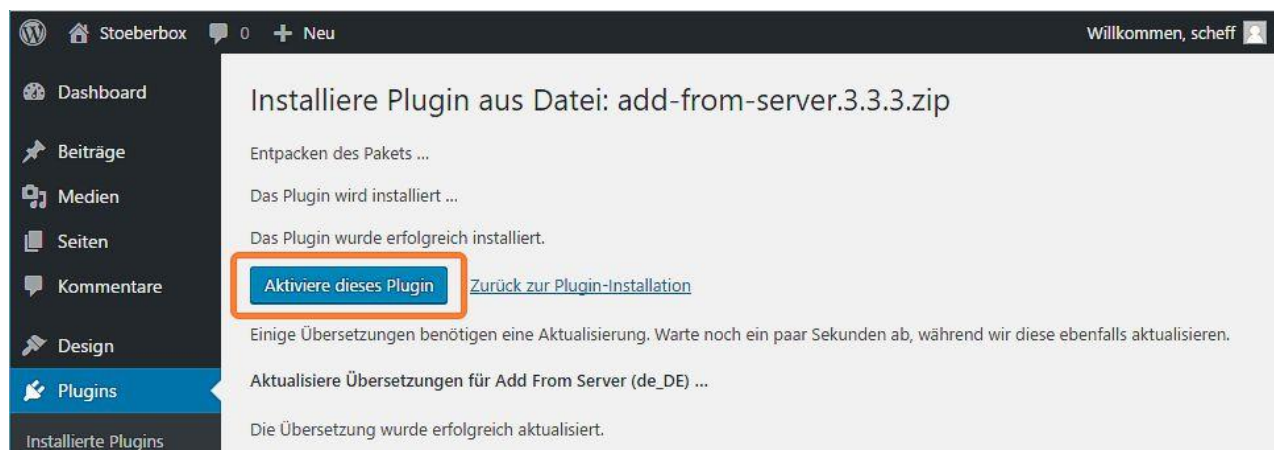 Stoeberbox 0 + Neu Willkommen, scheff
Dashboard
Beiträge
Medien
Seiten
Kommentare
Design
Plugins
Installierte Plugins
Installiere Plugin aus Datei: add-from-server.3.3.3.zip
Entpacken des Pakets ...
Das Plugin wird installiert ...
Das Plugin wurde erfolgreich installiert.
Aktiviere dieses Plugin Zurück zur Plugin-Installation
Einige Übersetzungen benötigen eine Aktualisierung. Warte noch ein paar Sekunden ab, während wir diese ebenfalls aktualisieren.
Aktualisiere Übersetzungen für Add From Server (de_DE) ...
Die Übersetzung wurde erfolgreich aktualisiert.